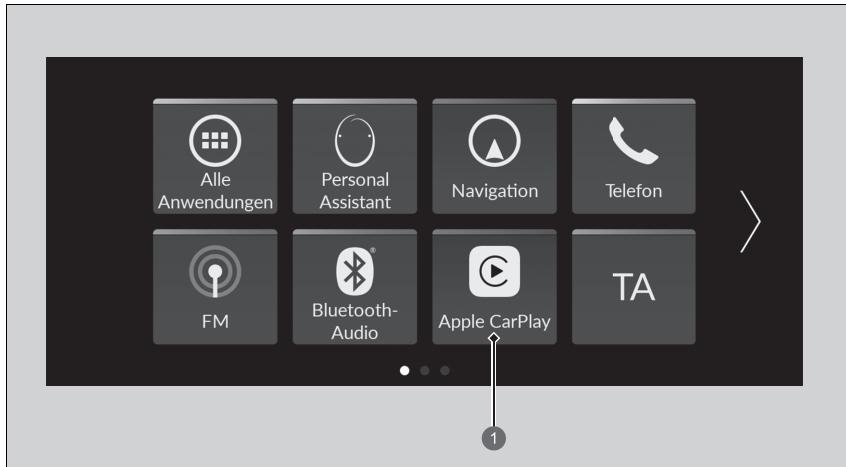 Alle
Anwendungen
Personal
Assistant
Navigation
Telefon
FM
®
Bluetooth-
Audio
Apple CarPlay
TA
1